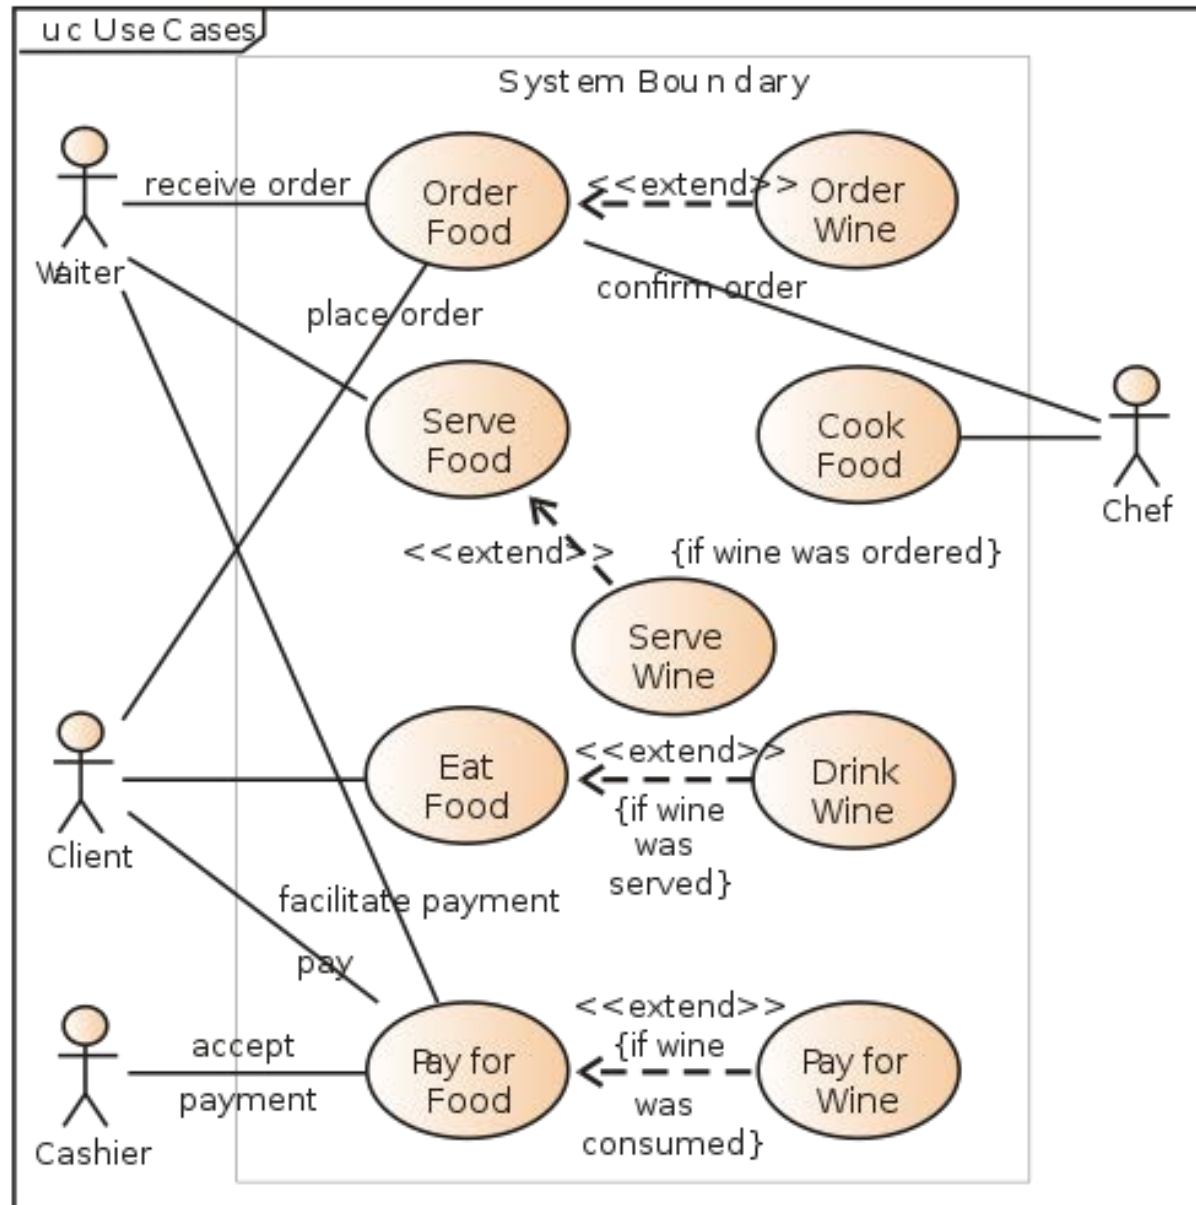 uc UseCases
System Boundary
receive order
Order
Food
<<extend>>
Order
Wine
Waiter
confirm order
place order
Serve
Food
Cook
Food
Chef
<<extend>>
{if wine was ordered}
Serve
Wine
Eat
Food
<<extend>>
Drink
Wine
{if wine
was
served}
Client
facilitate payment
pay
<<extend>>
accept
{if wine
Pay for
Food
Pay for
Wine
payment
was
consumed}
Cashier